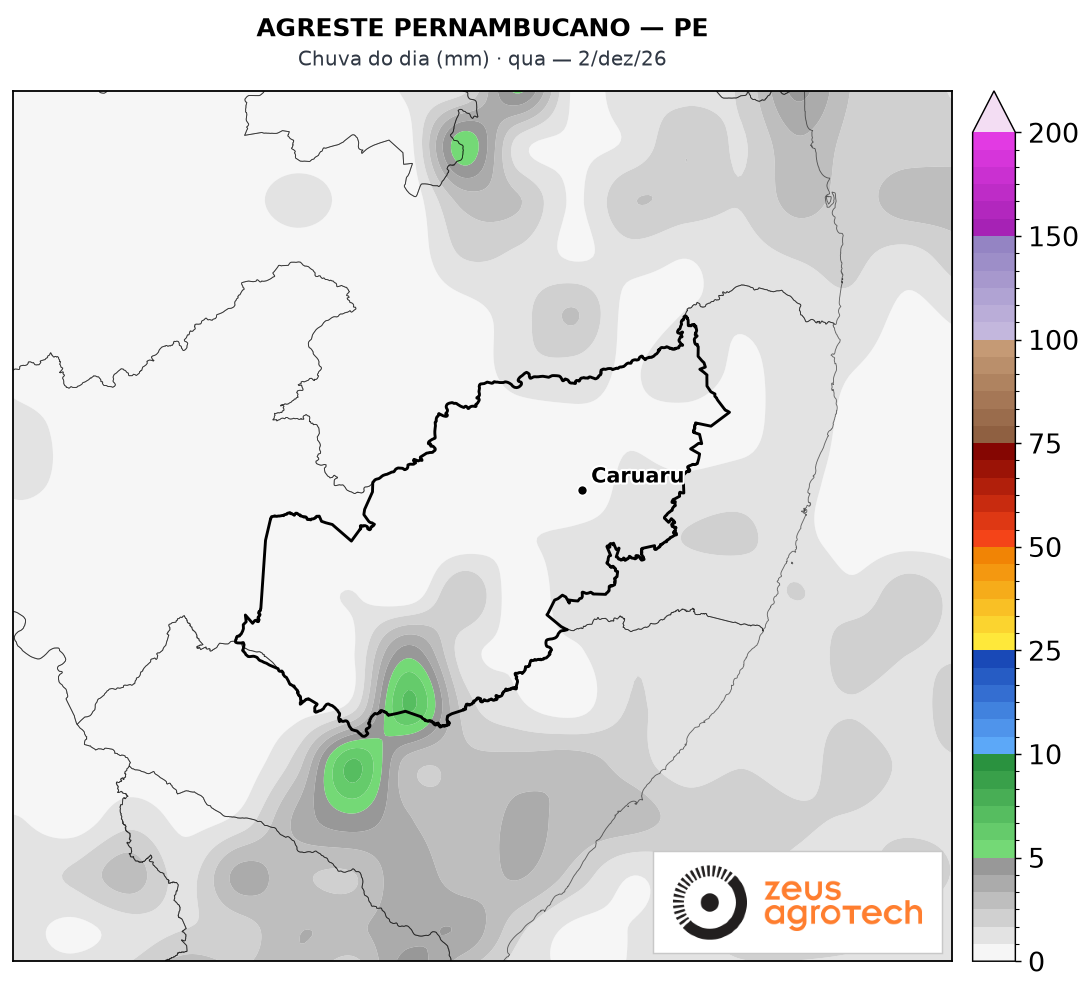 AGRESTE PERNAMBUCANO — PE
Chuva do dia (mm) · qua — 2/dez/26
200
150
100
75
50
25
10
5
0
Caruaru
zeus
agrotech